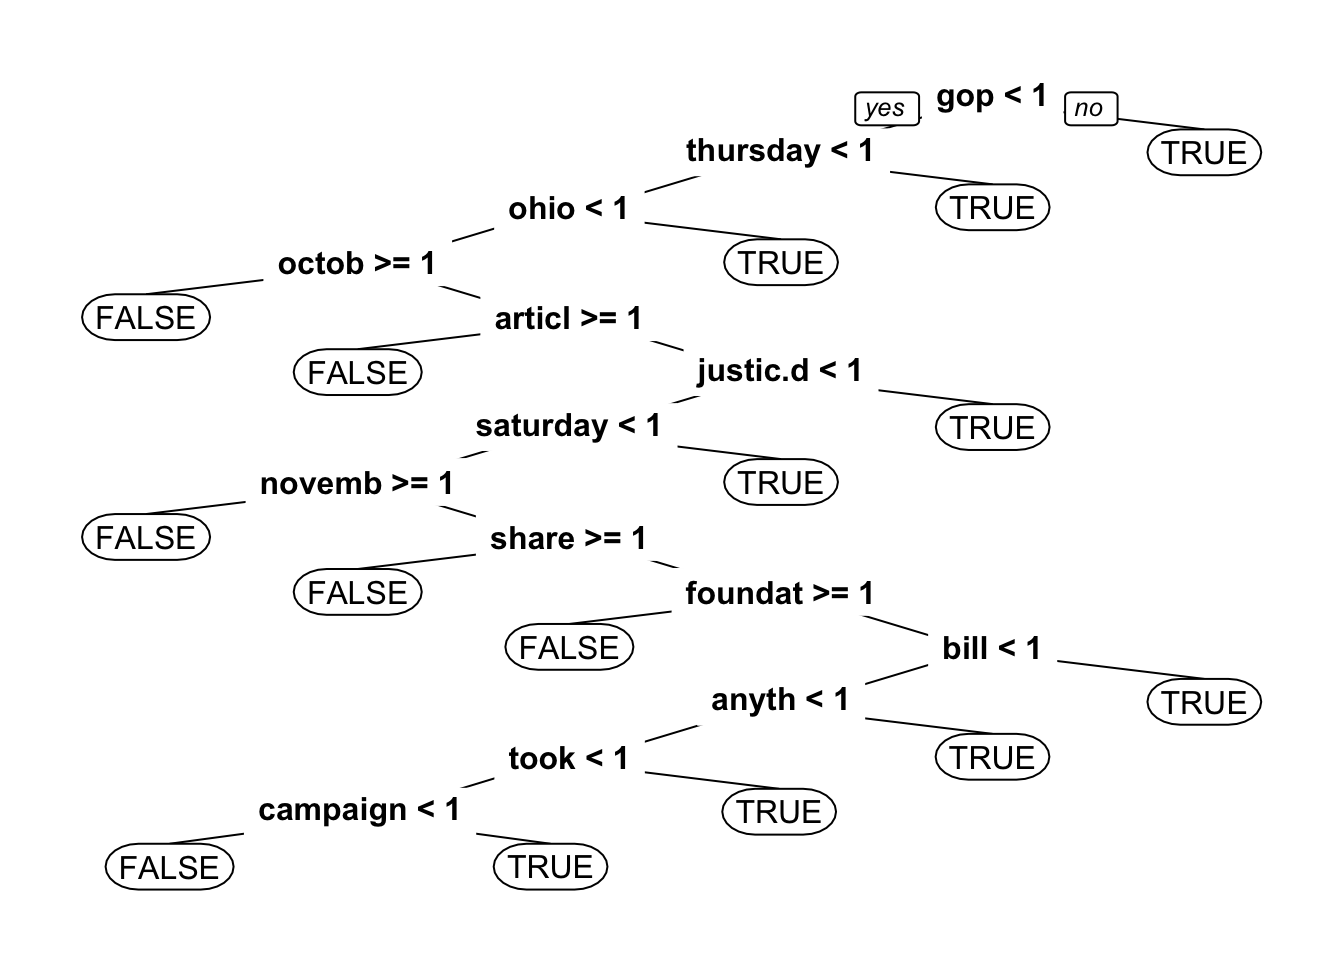 yes gop < 1 no
thursday < 1 TRUE
ohio < 1 TRUE
octob >= 1 TRUE
FALSE articl >= 1
FALSE justic.d < 1
saturday < 1 TRUE
novemb >= 1 TRUE
FALSE share >= 1
FALSE foundat >= 1
FALSE bill < 1
anyth < 1 TRUE
took < 1 TRUE
campaign < 1 TRUE
FALSE TRUE